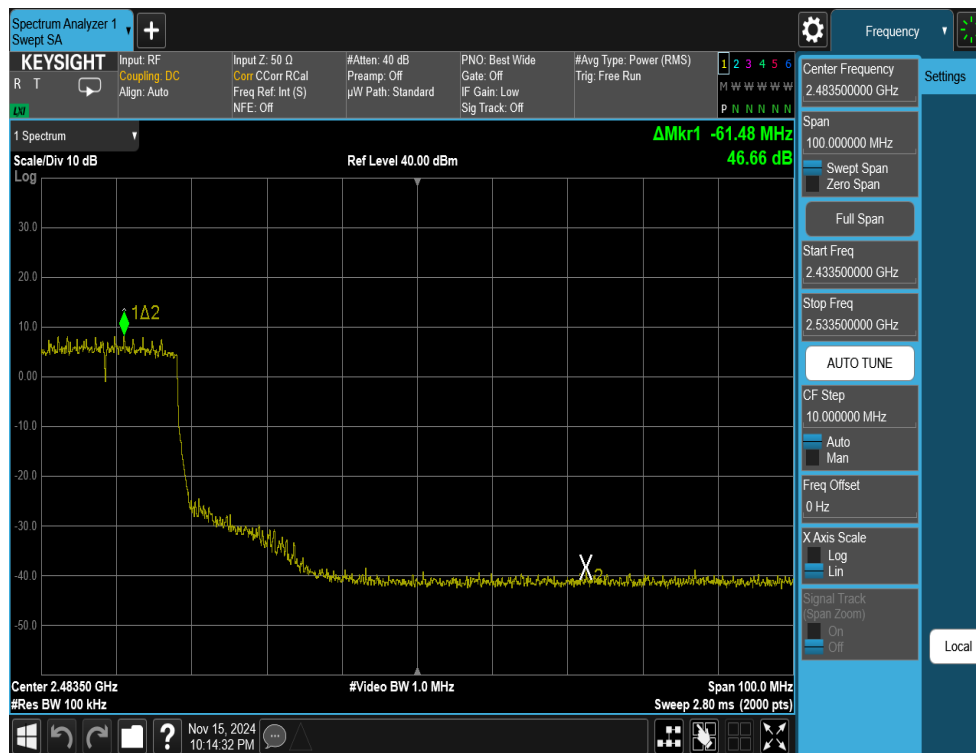 Spectrum Analyzer 1
Swept SA
+
Frequency
KEYSIGHT
R T
LNI
Input: RF
Coupling: DC
Align: Auto
Input Z: 50 Ω
Corr CCorr RCal
Freq Ref: Int (S)
NFE: Off
#Atten: 40 dB
Preamp: Off
µW Path: Standard
PNO: Best Wide
Gate: Off
IF Gain: Low
Sig Track: Off
#Avg Type: Power (RMS)
Trig: Free Run
1 2 3 4 5 6
M W W W W W
P N N N N N
1 Spectrum
ΔMkr1 -61.48 MHz
Scale/Div 10 dB
Ref Level 40.00 dBm
46.66 dB
Log
30.0
20.0
10.0
0.00
-10.0
-20.0
-30.0
-40.0
-50.0
1Δ2
X2
Center 2.48350 GHz
#Video BW 1.0 MHz
Span 100.0 MHz
#Res BW 100 kHz
Sweep 2.80 ms (2000 pts)
?
Nov 15, 2024
10:14:32 PM
Center Frequency
2.483500000 GHz
Settings
Span
100.000000 MHz
Swept Span
Zero Span
Full Span
Start Freq
2.433500000 GHz
Stop Freq
2.533500000 GHz
AUTO TUNE
CF Step
10.000000 MHz
Auto
Man
Freq Offset
0 Hz
X Axis Scale
Log
Lin
Signal Track
(Span Zoom)
On
Off
Local